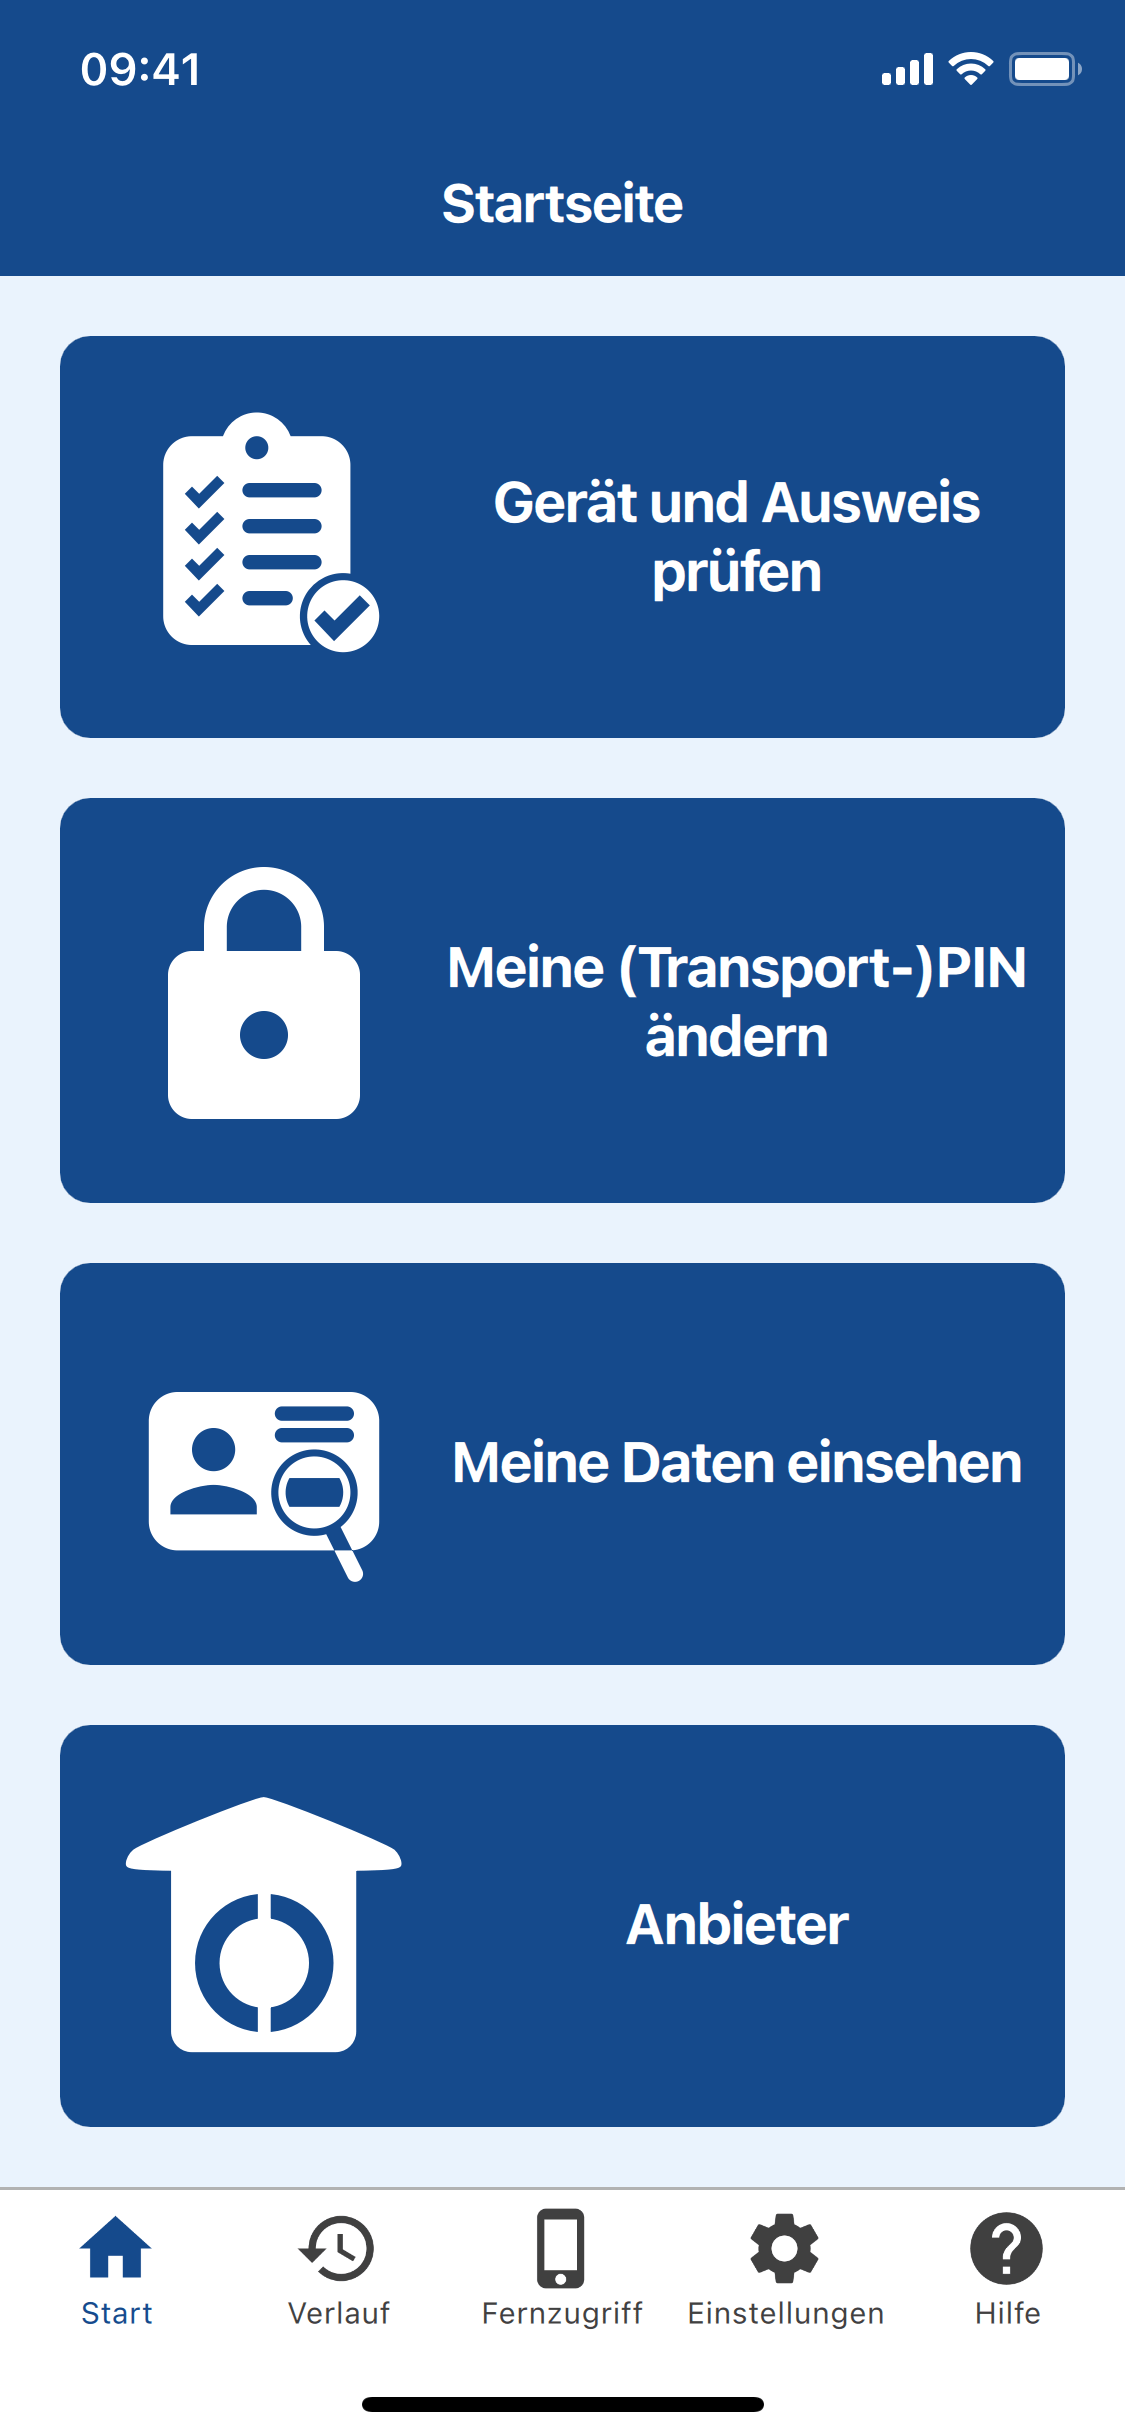 09:41
Startseite
Gerät und Ausweis
prüfen
Meine (Transport-)PIN
ändern
Meine Daten einsehen
Anbieter
Start
Verlauf
Fernzugriff
Einstellungen
Hilfe